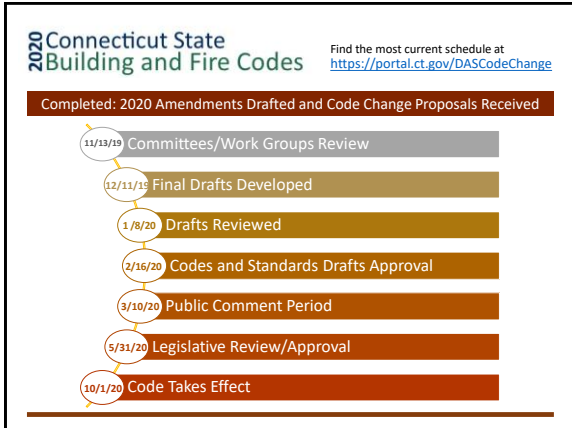 2020 Connecticut State
Building and Fire Codes
Find the most current schedule at
https://portal.ct.gov/DASCodeChange
Completed: 2020 Amendments Drafted and Code Change Proposals Received
11/13/19 Committees/Work Groups Review
12/11/19 Final Drafts Developed
1 /8/20 Drafts Reviewed
2/16/20 Codes and Standards Drafts Approval
3/10/20 Public Comment Period
5/31/20 Legislative Review/Approval
10/1/20 Code Takes Effect